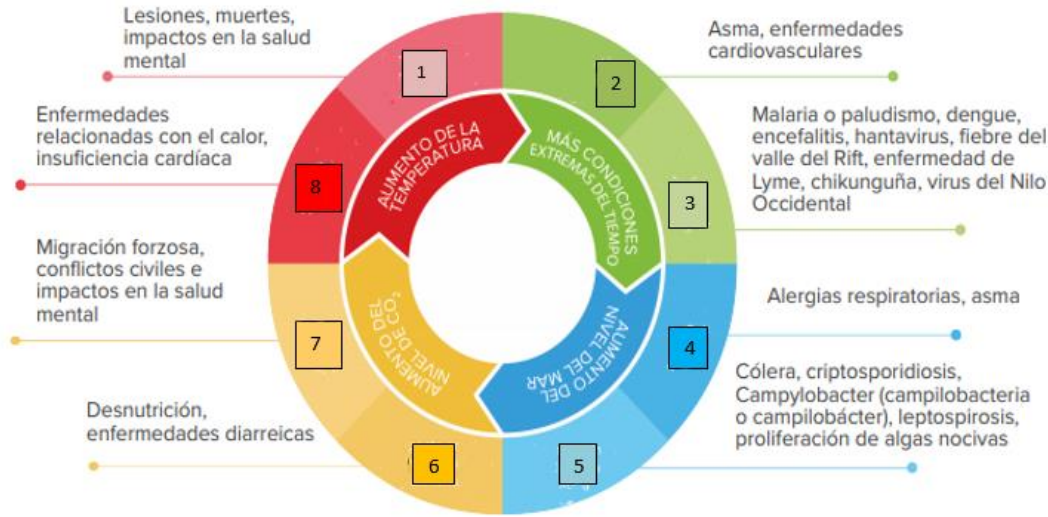 Lesiones, muertes,
impactos en la salud
mental
Asma, enfermedades
cardiovasculares
Enfermedades
relacionadas con el calor,
insuficiencia cardíaca
Malaria o paludismo, dengue,
encefalitis, hantavirus, fiebre del
valle del Rift, enfermedad de
Lyme, chikunguña, virus del Nilo
Occidental
Migración forzosa,
conflictos civiles e
impactos en la salud
mental
Alergias respiratorias, asma
Desnutrición,
enfermedades diarreicas
Cólera, criptosporidiosis,
Campylobacter (campilobacteria
o campilobácter), leptospirosis,
proliferación de algas nocivas
1
2
3
4
5
6
7
8
AUMENTO DE LA
TEMPERATURA
MÁS CONDICIONES
EXTREMAS DEL TIEMPO
AUMENTO DEL
NIVEL DEL MAR
AUMENTO DEL
NIVEL DE CO₂